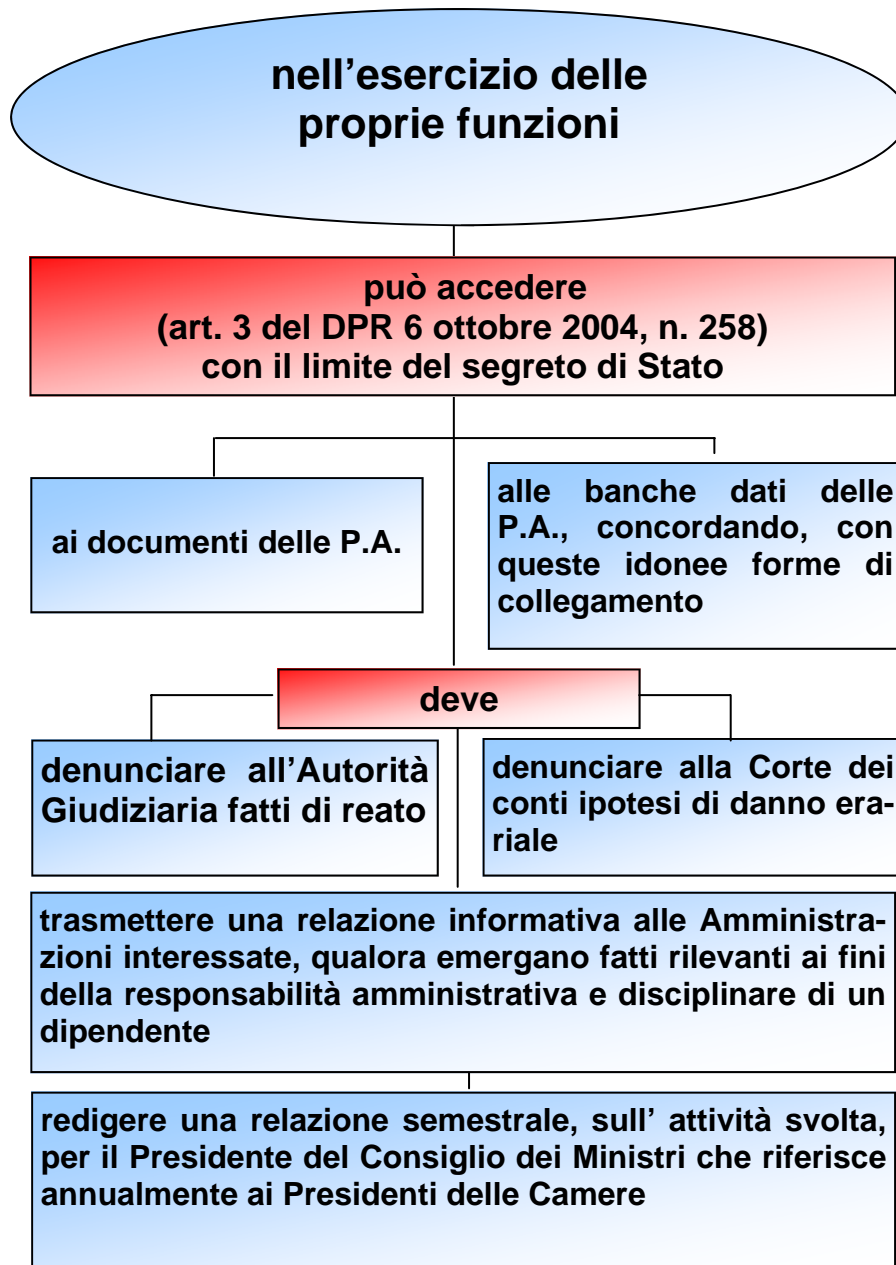 nell’esercizio delle
proprie funzioni
può accedere
(art. 3 del DPR 6 ottobre 2004, n. 258)
con il limite del segreto di Stato
ai documenti delle P.A.
alle banche dati delle
P.A., concordando, con
queste idonee forme di
collegamento
deve
denunciare all’Autorità
Giudiziaria fatti di reato
denunciare alla Corte dei
conti ipotesi di danno era-
riale
trasmettere una relazione informativa alle Amministra-
zioni interessate, qualora emergano fatti rilevanti ai fini
della responsabilità amministrativa e disciplinare di un
dipendente
redigere una relazione semestrale, sull’ attività svolta,
per il Presidente del Consiglio dei Ministri che riferisce
annualmente ai Presidenti delle Camere